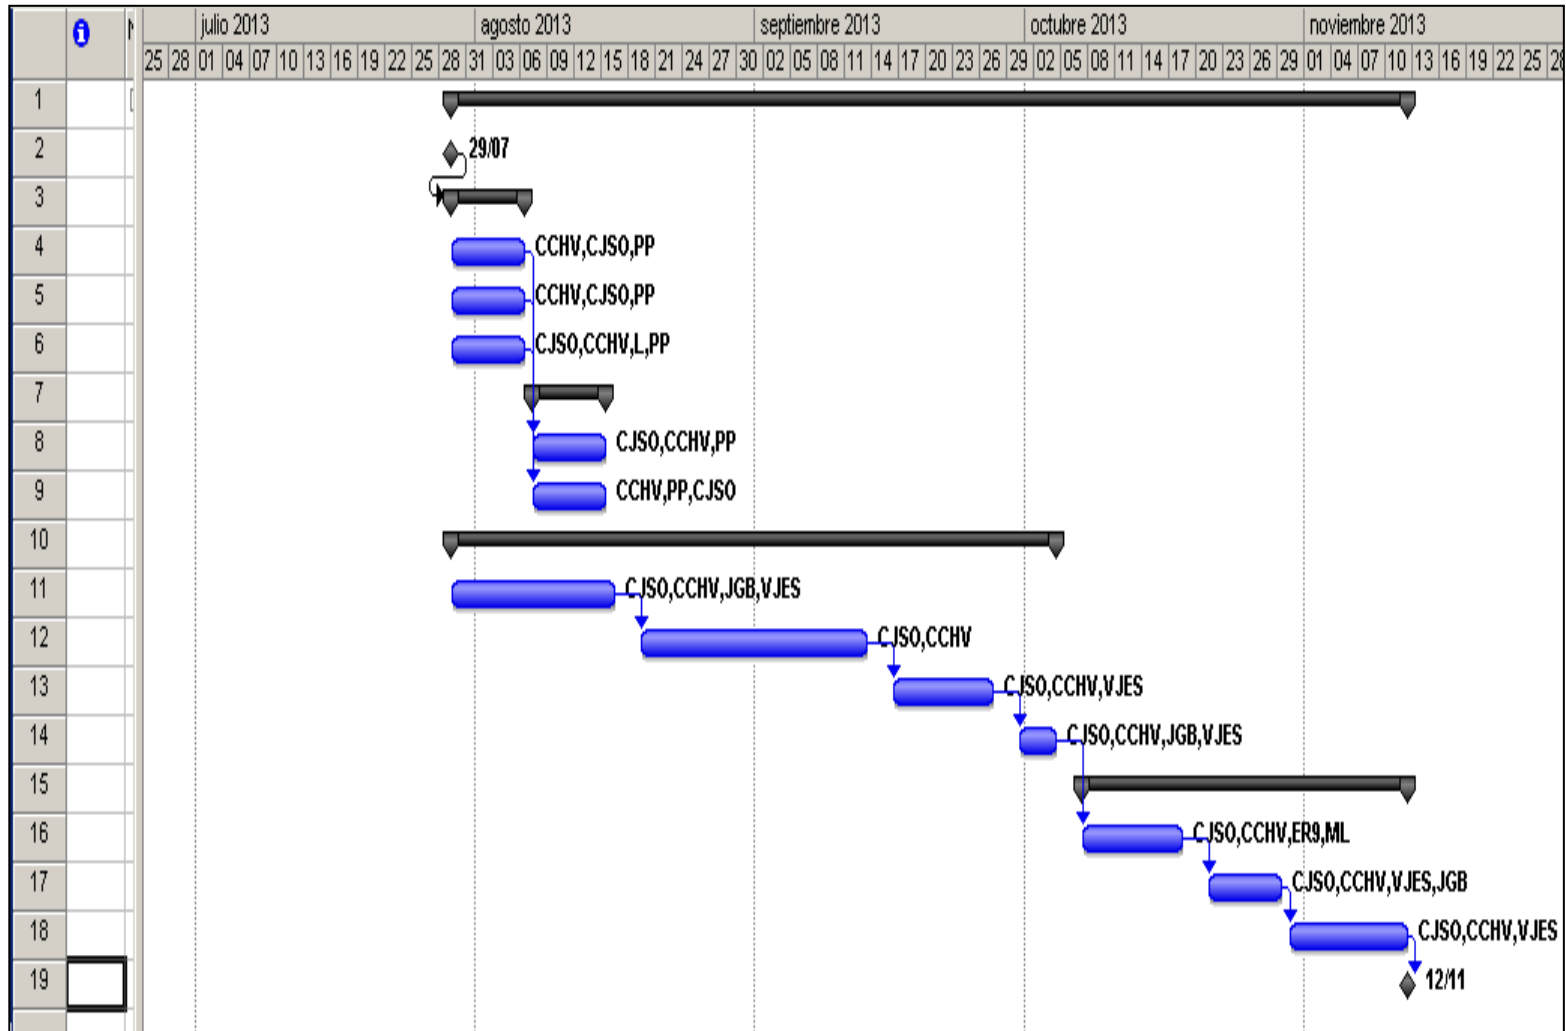 julio 2013 agosto 2013 septiembre 2013 octubre 2013 noviembre 2013
25 28 01 04 07 10 13 16 19 22 25 28 31 03 06 09 12 15 18 21 24 27 30 02 05 08 11 14 17 20 23 26 29 02 05 08 11 14 17 20 23 26 29 01 04 07 10 13 16 19 22 25 28
1
2 29/07
3
4 CCHV,CJSO,PP
5 CCHV,CJSO,PP
6 CJSO,CCHV,L,PP
7
8 CJSO,CCHV,PP
9 CCHV,PP,CJSO
10
11 CJSO,CCHV,JGB,VJES
12 CJSO,CCHV
13 CJSO,CCHV,VJES
14 CJSO,CCHV,JGB,VJES
15
16 CJSO,CCHV,ER9,ML
17 CJSO,CCHV,VJES,JGB
18 CJSO,CCHV,VJES
19 12/11